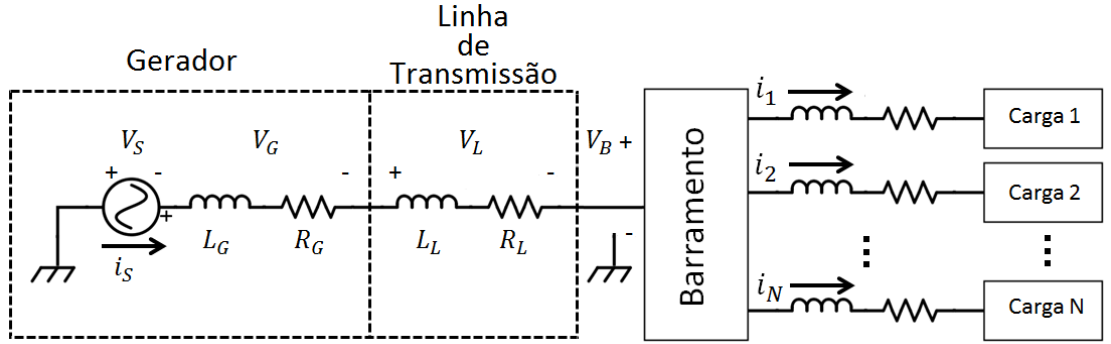 Linha
de
Transmissão
Gerador
V_S
V_G
V_L
V_B +
+ -
-
+ -
+
L_G
R_G
L_L
R_L
-
i_S
Barramento
i_1
i_2
i_N
Carga 1
Carga 2
Carga N